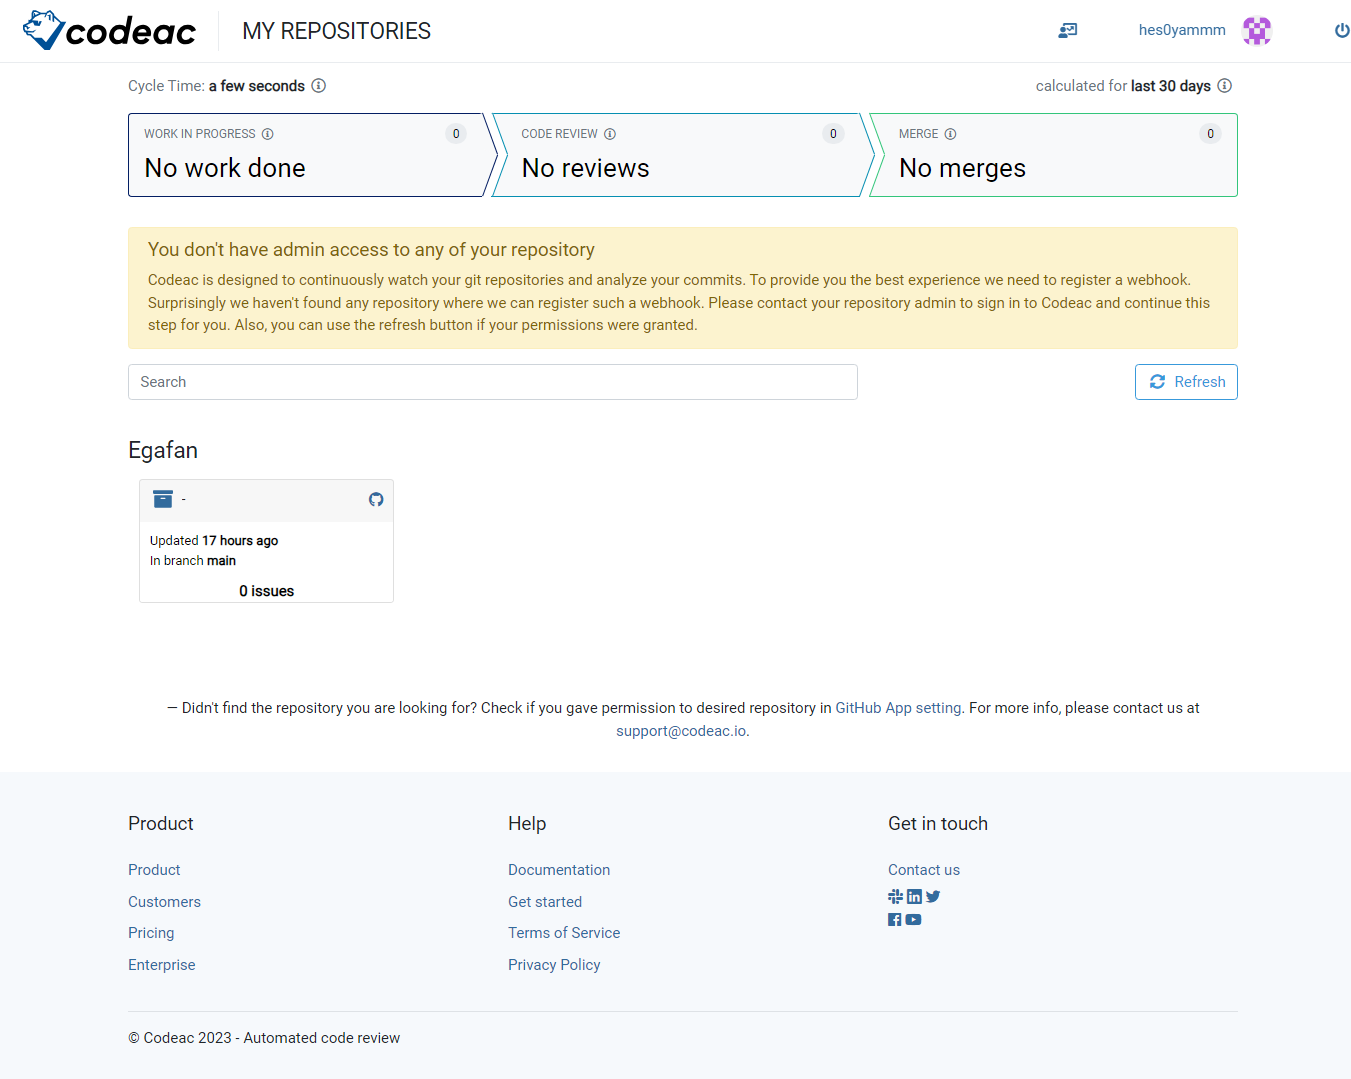 codeac
MY REPOSITORIES
hes0yammm
Cycle Time: a few seconds
calculated for last 30 days
WORK IN PROGRESS
0
No work done
CODE REVIEW
0
No reviews
MERGE
0
No merges
You don't have admin access to any of your repository
Codeac is designed to continuously watch your git repositories and analyze your commits. To provide you the best experience we need to register a webhook.
Surprisingly we haven't found any repository where we can register such a webhook. Please contact your repository admin to sign in to Codeac and continue this
step for you. Also, you can use the refresh button if your permissions were granted.
Search
Refresh
Egafan
-
Updated 17 hours ago
In branch main
0 issues
— Didn't find the repository you are looking for? Check if you gave permission to desired repository in GitHub App setting. For more info, please contact us at
support@codeac.io.
Product
Product
Customers
Pricing
Enterprise
Help
Documentation
Get started
Terms of Service
Privacy Policy
Get in touch
Contact us
© Codeac 2023 - Automated code review